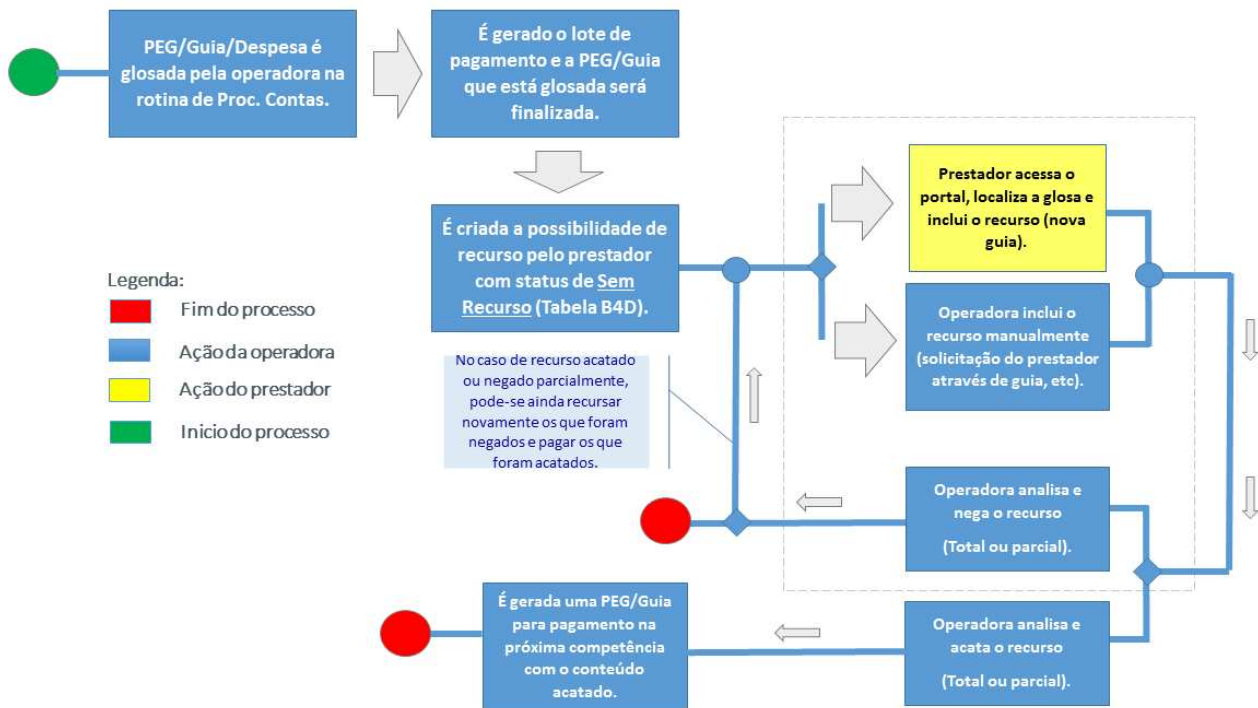 PEG/Guia/Despesa é
glosada pela operadora na
rotina de Proc. Contas.
É gerado o lote de
pagamento e a PEG/Guia
que está glosada será
finalizada.
Prestador acessa o
portal, localiza a glosa e
inclui o recurso (nova
guia).
É criada a possibilidade de
recurso pelo prestador
com status de Sem
Recurso (Tabela B4D).
Operadora inclui o
recurso manualmente
(solicitação do prestador
através de guia, etc).
Legenda:
Fim do processo
Ação da operadora
Ação do prestador
Inicio do processo
No caso de recurso acatado
ou negado parcialmente,
pode-se ainda recursar
novamente os que foram
negados e pagar os que
foram acatados.
Operadora analisa e
nega o recurso
(Total ou parcial).
É gerada uma PEG/Guia
para pagamento na
próxima competência
com o conteúdo
acatado.
Operadora analisa e
acata o recurso
(Total ou parcial).